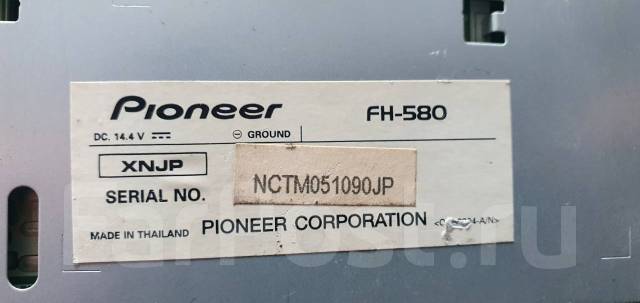 Pioneer FH-580
DC. 14.4 V ⎓ ⊖ GROUND
XNJP
SERIAL NO. NCTM051090JP
MADE IN THAILAND PIONEER CORPORATION
FarPost.ru